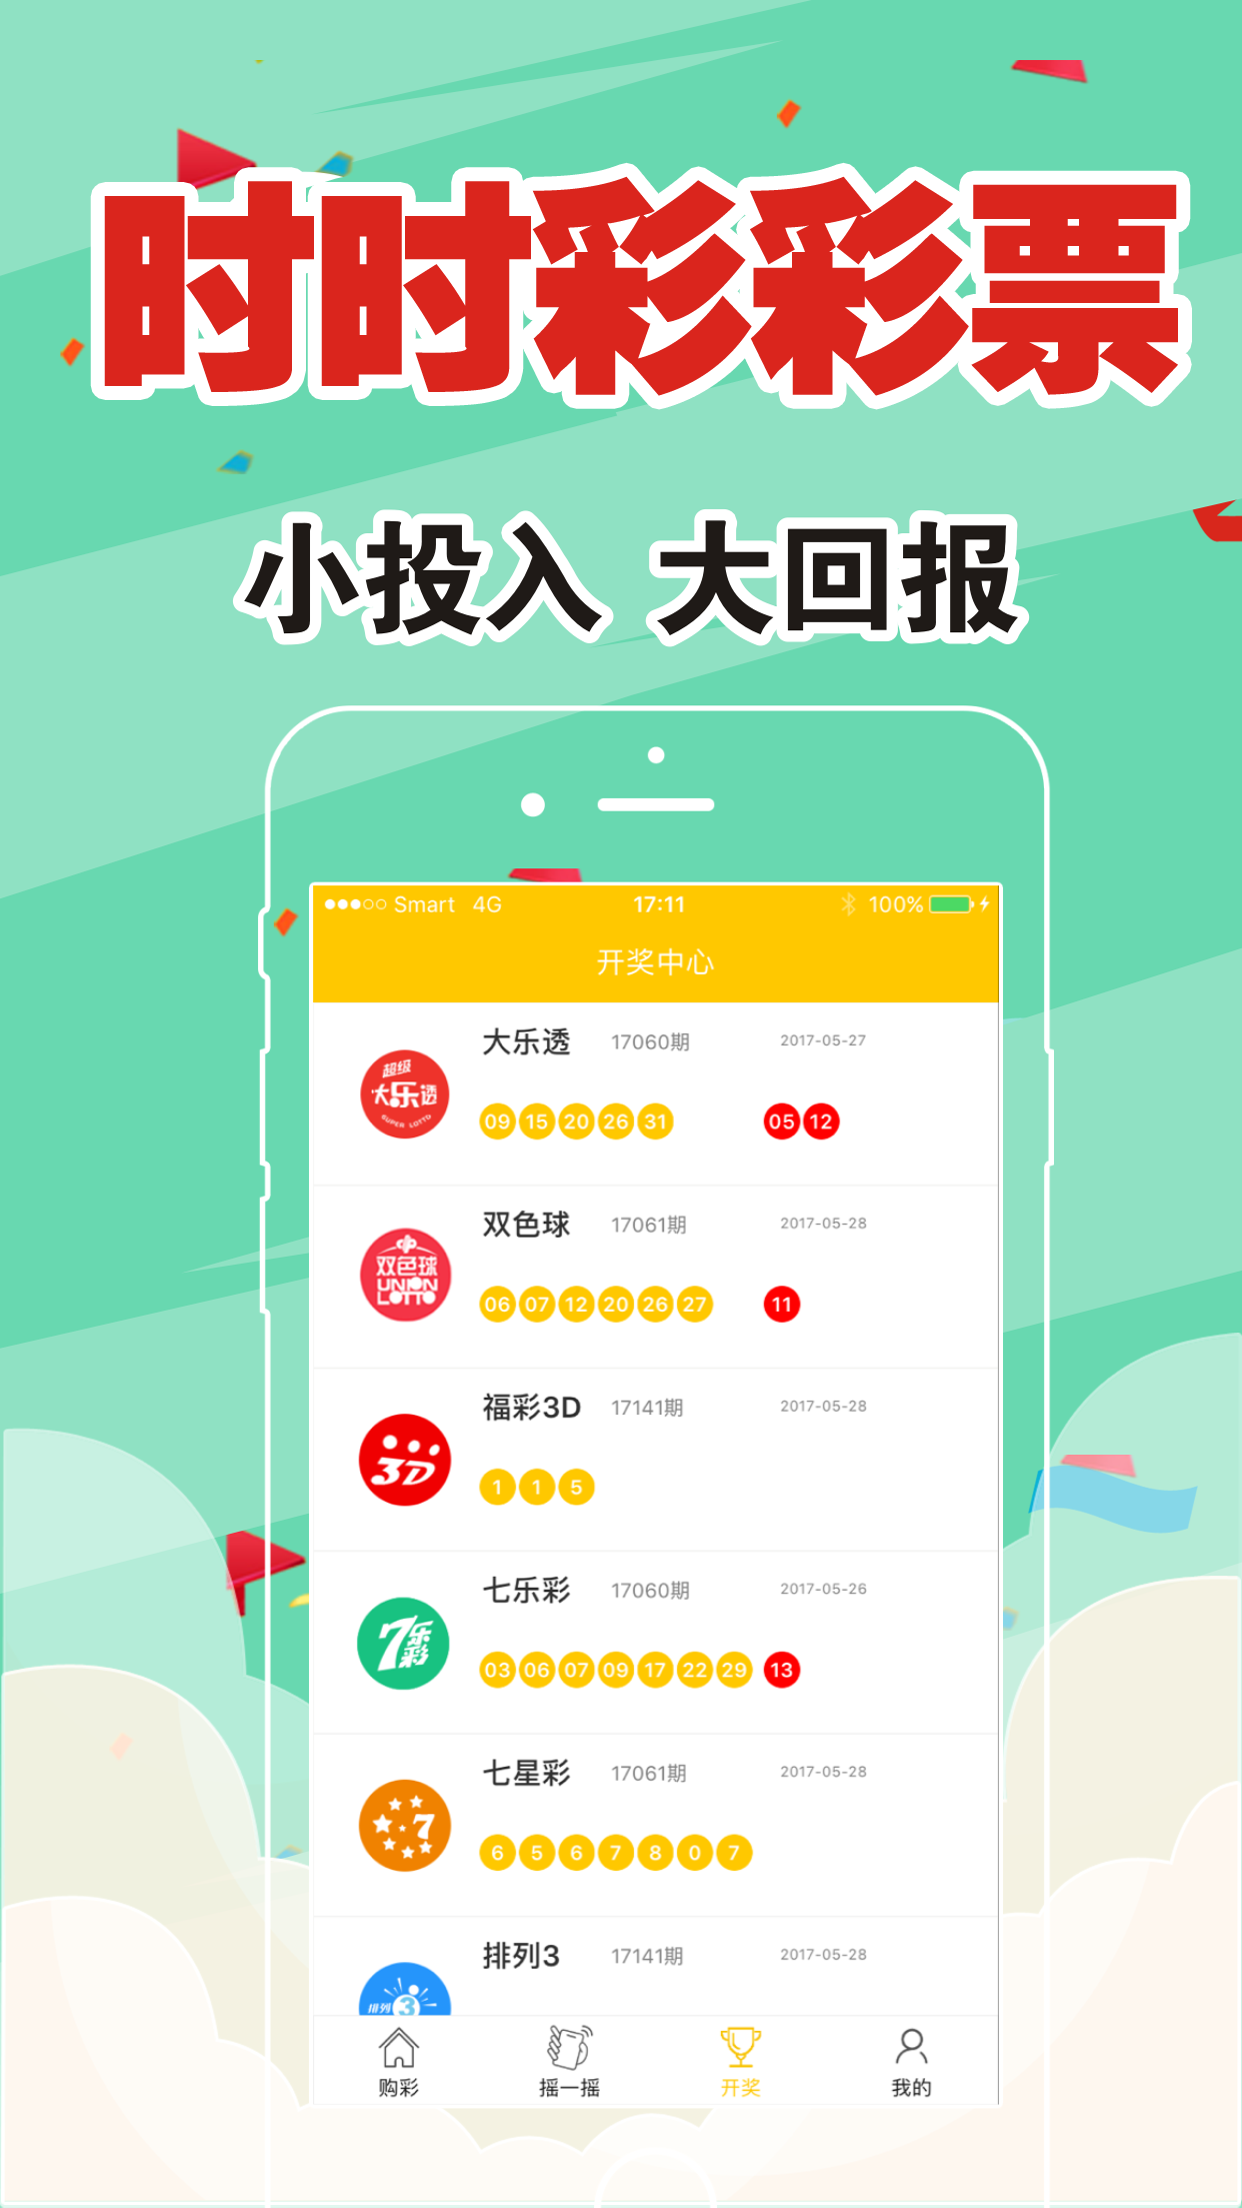 时时彩彩票
小投入 大回报
Smart 4G 17:11 100%
开奖中心
大乐透 17060期 2017-05-27
超级
大乐透
SUPER LOTTO
09 15 20 26 31 05 12
双色球 17061期 2017-05-28
双色球
UNION
LOTTO
06 07 12 20 26 27 11
福彩3D 17141期 2017-05-28
3D
1 1 5
七乐彩 17060期 2017-05-26
7乐彩
03 06 07 09 17 22 29 13
七星彩 17061期 2017-05-28
7
6 5 6 7 8 0 7
排列3 17141期 2017-05-28
排列3
购彩 摇一摇 开奖 我的